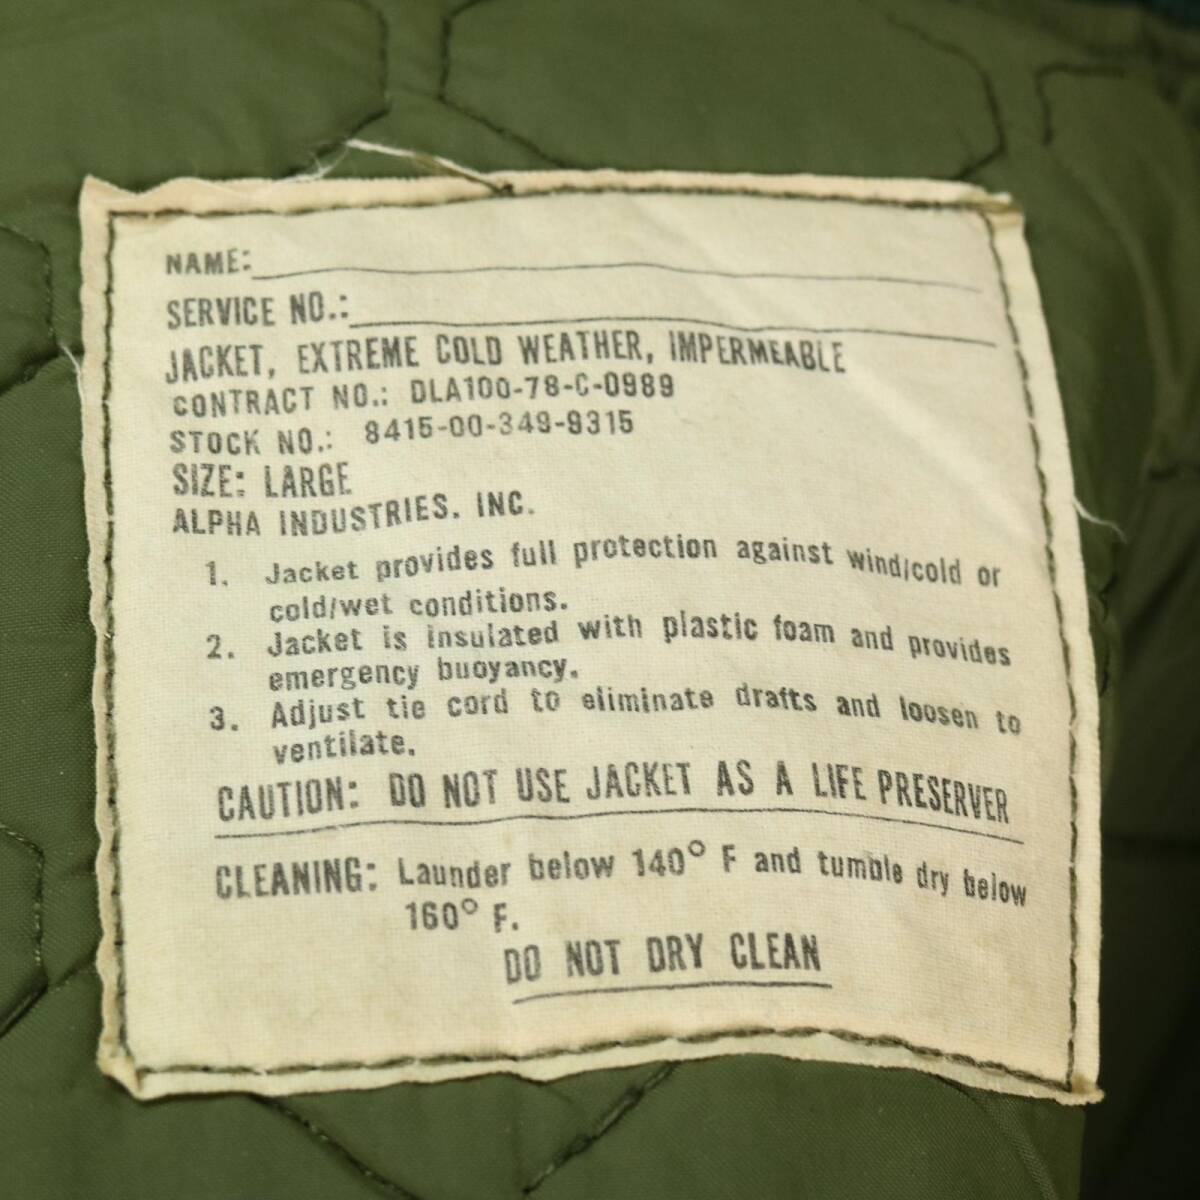 NAME:
SERVICE NO.:
JACKET, EXTREME COLD WEATHER, IMPERMEABLE
CONTRACT NO.: DLA100-78-C-0989
STOCK NO.: 8415-00-349-9315
SIZE: LARGE
ALPHA INDUSTRIES. INC.
1. Jacket provides full protection against wind/cold or
cold/wet conditions.
2. Jacket is insulated with plastic foam and provides
emergency buoyancy.
3. Adjust tie cord to eliminate drafts and loosen to
ventilate.
CAUTION: DO NOT USE JACKET AS A LIFE PRESERVER
CLEANING: Launder below 140° F and tumble dry below
160° F.
DO NOT DRY CLEAN